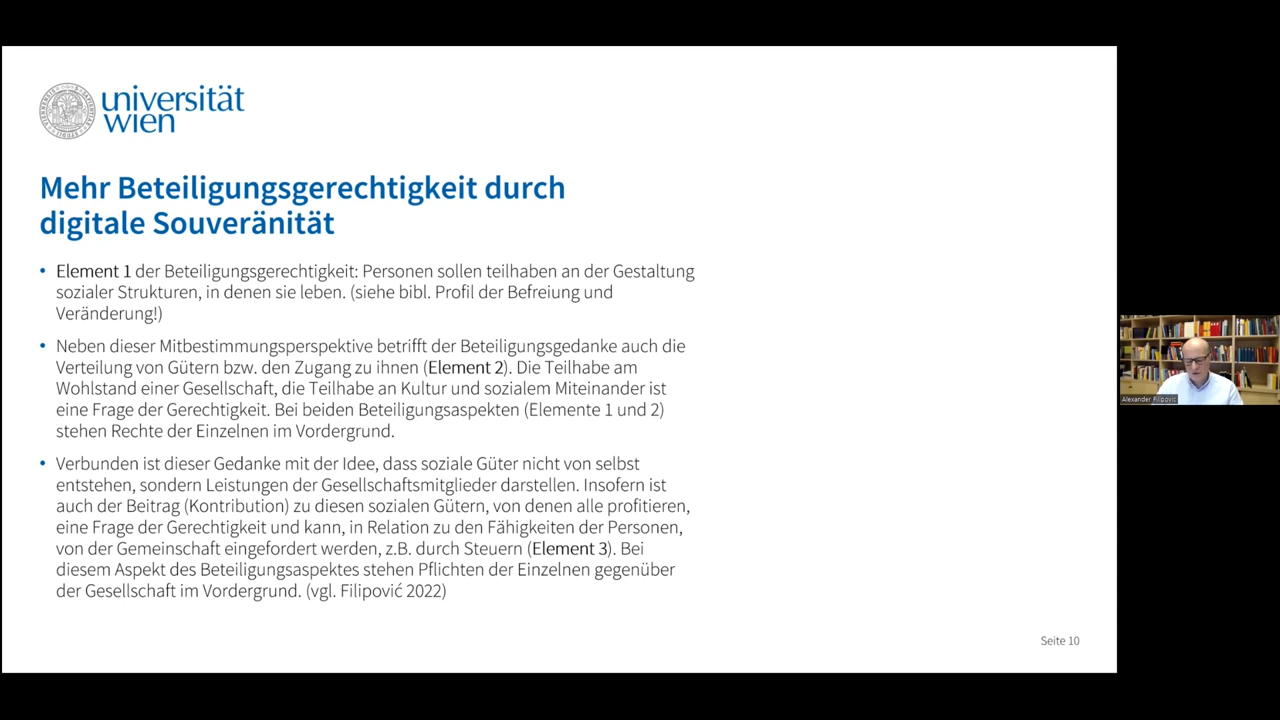 universität
wien
Mehr Beteiligungsgerechtigkeit durch
digitale Souveränität
• Element 1 der Beteiligungsgerechtigkeit: Personen sollen teilhaben an der Gestaltung
sozialer Strukturen, in denen sie leben. (siehe bibl. Profil der Befreiung und
Veränderung!)
• Neben dieser Mitbestimmungsperspektive betrifft der Beteiligungsgedanke auch die
Verteilung von Gütern bzw. den Zugang zu ihnen (Element 2). Die Teilhabe am
Wohlstand einer Gesellschaft, die Teilhabe an Kultur und sozialem Miteinander ist
eine Frage der Gerechtigkeit. Bei beiden Beteiligungsaspekten (Elemente 1 und 2)
stehen Rechte der Einzelnen im Vordergrund.
• Verbunden ist dieser Gedanke mit der Idee, dass soziale Güter nicht von selbst
entstehen, sondern Leistungen der Gesellschaftsmitglieder darstellen. Insofern ist
auch der Beitrag (Kontribution) zu diesen sozialen Gütern, von denen alle profitieren,
eine Frage der Gerechtigkeit und kann, in Relation zu den Fähigkeiten der Personen,
von der Gemeinschaft eingefordert werden, z.B. durch Steuern (Element 3). Bei
diesem Aspekt des Beteiligungsaspektes stehen Pflichten der Einzelnen gegenüber
der Gesellschaft im Vordergrund. (vgl. Filipović 2022)
Seite 10
Alexander Filipovic